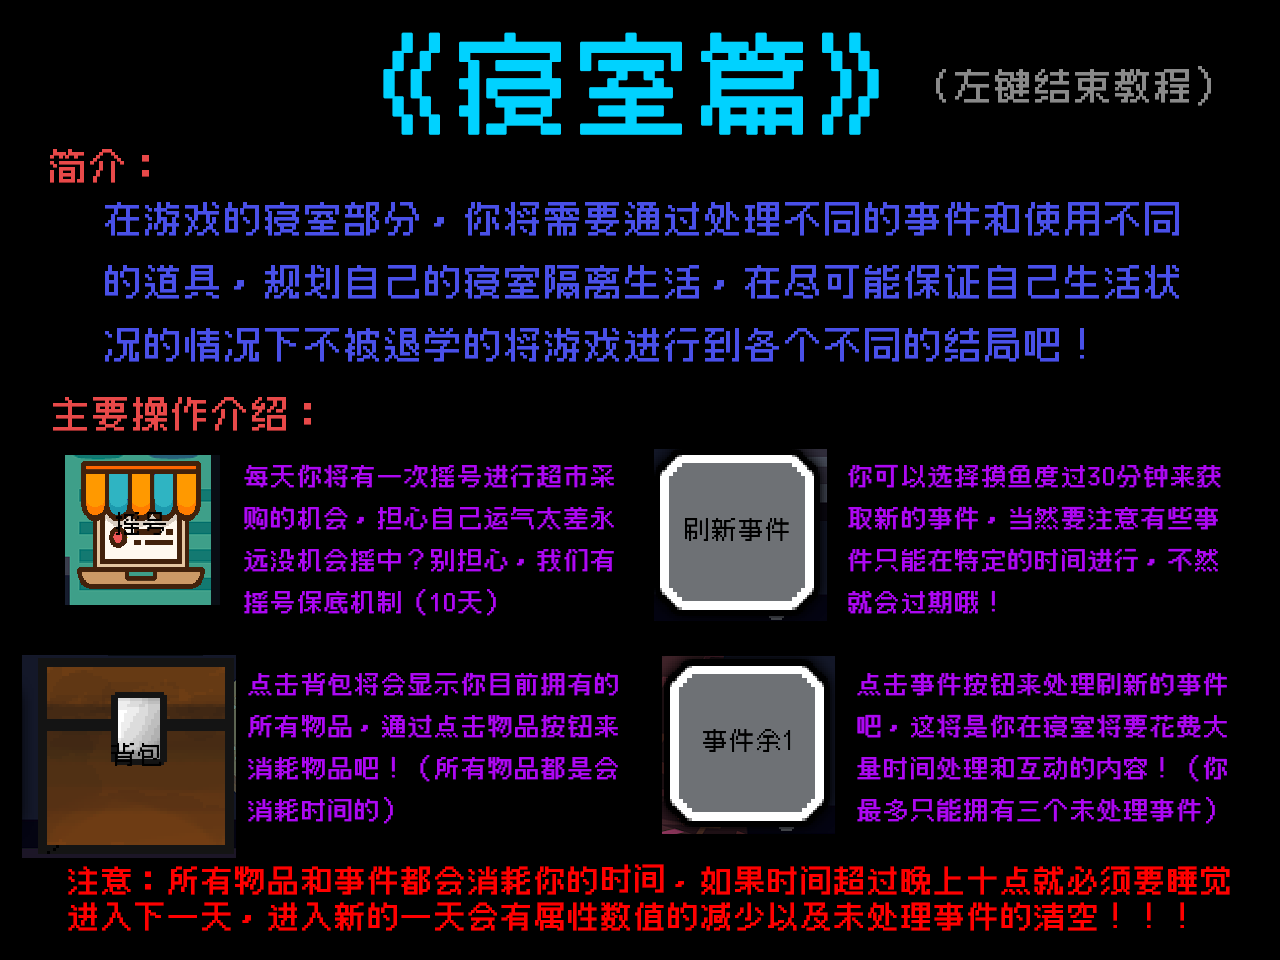 《寝室篇》
(左键结束教程)
简介：
在游戏的寝室部分，你将需要通过处理不同的事件和使用不同
的道具，规划自己的寝室隔离生活，在尽可能保证自己生活状
况的情况下不被退学的将游戏进行到各个不同的结局吧！
主要操作介绍：
摇号
每天你将有一次摇号进行超市采
购的机会，担心自己运气太差永
远没机会摇中？别担心，我们有
摇号保底机制（10天）
刷新事件
你可以选择摸鱼度过30分钟来获
取新的事件，当然要注意有些事
件只能在特定的时间进行，不然
就会过期哦！
背包
点击背包将会显示你目前拥有的
所有物品，通过点击物品按钮来
消耗物品吧！（所有物品都是会
消耗时间的）
事件余1
点击事件按钮来处理刷新的事件
吧，这将是你在寝室将要花费大
量时间处理和互动的内容！（你
最多只能拥有三个未处理事件）
注意：所有物品和事件都会消耗你的时间，如果时间超过晚上十点就必须要睡觉
进入下一天，进入新的一天会有属性数值的减少以及未处理事件的清空！！！